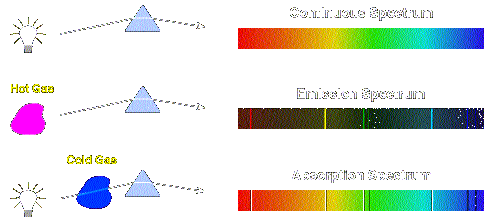 Continuous Spectrum
Hot Gas
Emission Spectrum
Cold Gas
Absorption Spectrum